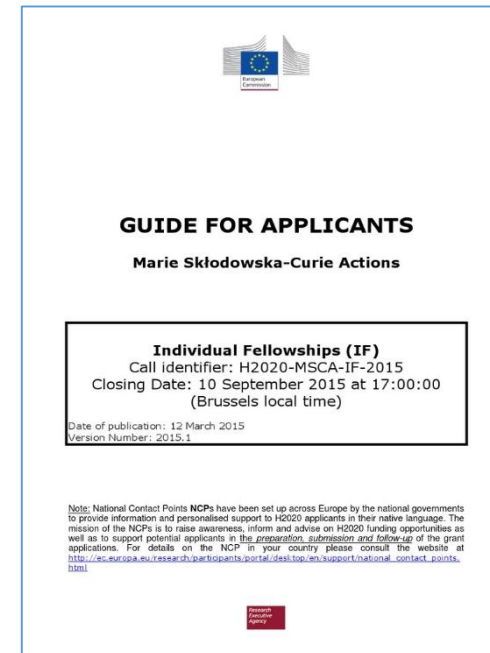 European
Commission
GUIDE FOR APPLICANTS
Marie Skłodowska-Curie Actions
Individual Fellowships (IF)
Call identifier: H2020-MSCA-IF-2015
Closing Date: 10 September 2015 at 17:00:00
(Brussels local time)
Date of publication: 12 March 2015
Version Number: 2015.1
Note: National Contact Points NCPs have been set up across Europe by the national governments
to provide information and personalised support to H2020 applicants in their native language. The
mission of the NCPs is to raise awareness, inform and advise on H2020 funding opportunities as
well as to support potential applicants in the preparation, submission and follow-up of the grant
applications. For details on the NCP in your country please consult the website at
http://ec.europa.eu/research/participants/portal/desktop/en/support/national_contact_points.
html
Research
Executive
Agency